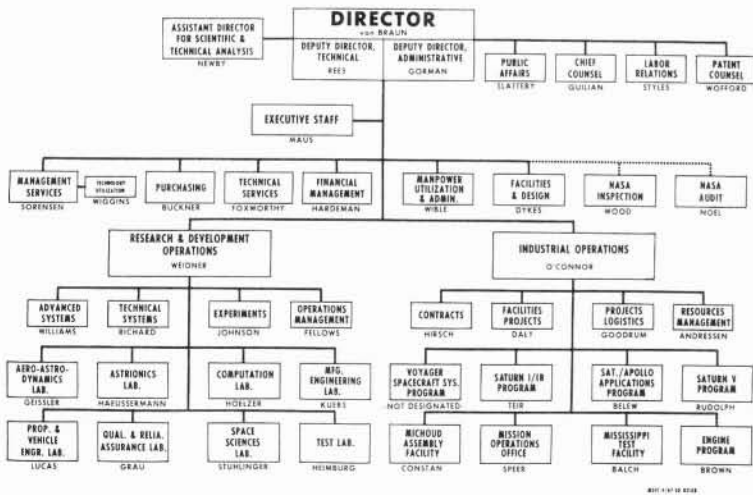 DIRECTOR
von BRAUN
ASSISTANT DIRECTOR
FOR SCIENTIFIC &
TECHNICAL ANALYSIS
NEWBY
DEPUTY DIRECTOR,
TECHNICAL
REES
DEPUTY DIRECTOR,
ADMINISTRATIVE
GORMAN
PUBLIC
AFFAIRS
SLATTERY
CHIEF
COUNSEL
GUILIAN
LABOR
RELATIONS
STYLES
PATENT
COUNSEL
WOFFORD
EXECUTIVE STAFF
MAUS
MANAGEMENT
SERVICES
SORENSEN
TECHNOLOGY
UTILIZATION
WIGGINS
PURCHASING
BUCKNER
TECHNICAL
SERVICES
FOXWORTHY
FINANCIAL
MANAGEMENT
HARDEMAN
MANPOWER
UTILIZATION
& ADMIN.
WIBLE
FACILITIES
& DESIGN
DYKES
NASA
INSPECTION
WOOD
NASA
AUDIT
NOEL
RESEARCH & DEVELOPMENT
OPERATIONS
WEIDNER
INDUSTRIAL OPERATIONS
O'CONNOR
ADVANCED
SYSTEMS
WILLIAMS
TECHNICAL
SYSTEMS
RICHARD
EXPERIMENTS
JOHNSON
OPERATIONS
MANAGEMENT
FELLOWS
CONTRACTS
HIRSCH
FACILITIES
PROJECTS
DALY
PROJECTS
LOGISTICS
GOODRUM
RESOURCES
MANAGEMENT
ANDRESSEN
AERO-ASTRO-
DYNAMICS LAB.
GEISSLER
ASTRIONICS
LAB.
HAEUSSERMANN
COMPUTATION
LAB.
HOELZER
MFG.
ENGINEERING
LAB.
KUERS
VOYAGER
SPACECRAFT SYS.
PROGRAM
NOT DESIGNATED
SATURN I/IB
PROGRAM
TEIR
SAT./APOLLO
APPLICATIONS
PROGRAM
BELEW
SATURN V
PROGRAM
RUDOLPH
PROP. &
VEHICLE
ENGR. LAB.
LUCAS
QUAL. & RELIA.
ASSURANCE LAB.
GRAU
SPACE
SCIENCES
LAB.
STUHLINGER
TEST LAB.
HEIMBURG
MICHOUD
ASSEMBLY
FACILITY
CONSTAN
MISSION
OPERATIONS
OFFICE
SPEER
MISSISSIPPI
TEST
FACILITY
BALCH
ENGINE
PROGRAM
BROWN